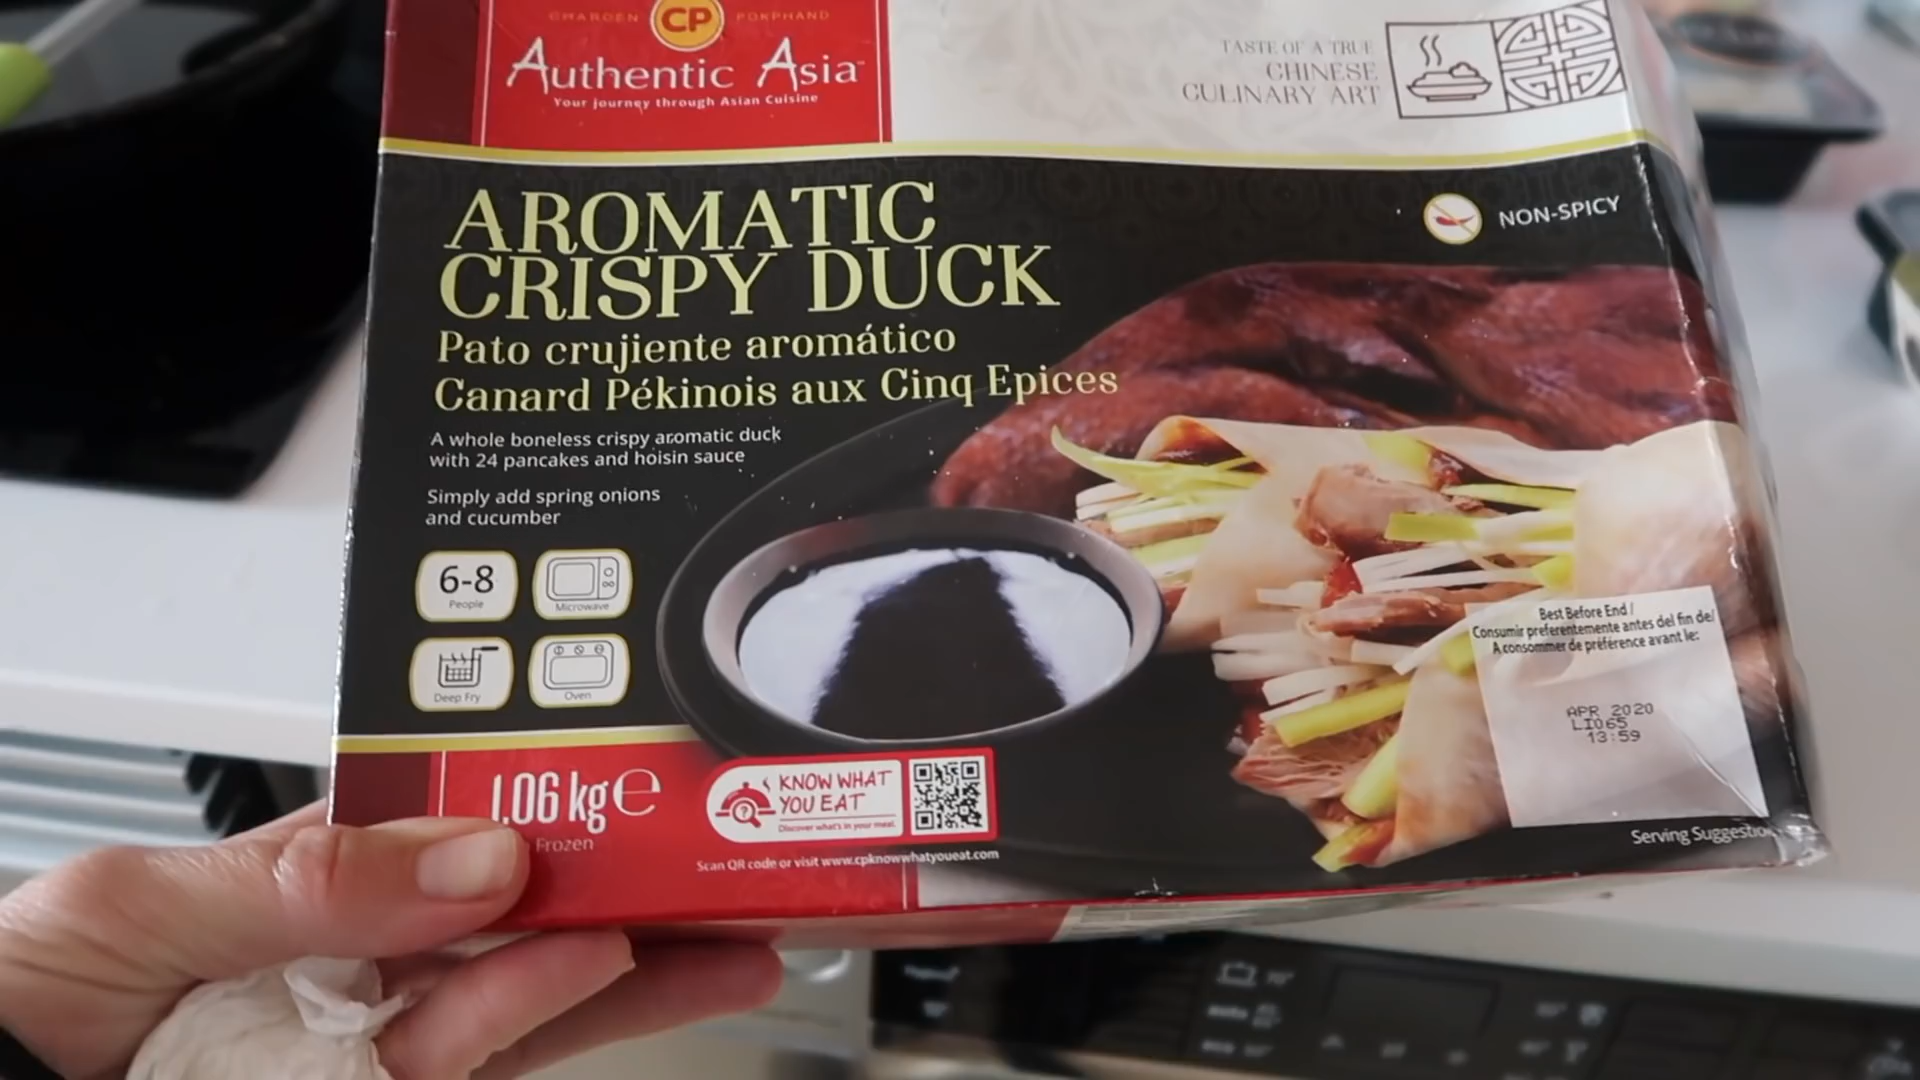 CHAROEN CP POKPHAND
Authentic Asia™
Your journey through Asian Cuisine
TASTE OF A TRUE
CHINESE
CULINARY ART
AROMATIC
CRISPY DUCK
Pato crujiente aromático
Canard Pékinois aux Cinq Epices
NON-SPICY
A whole boneless crispy aromatic duck
with 24 pancakes and hoisin sauce
Simply add spring onions
and cucumber
6-8
People
Microwave
Deep Fry
Oven
Best Before End /
Consumir preferentemente antes del fin de/
A consommer de préférence avant le:
APR 2020
LI065
13:59
1.06 kg e
Frozen
KNOW WHAT
YOU EAT
Discover what's in your meal.
Scan QR code or visit www.cpknowwhatyoueat.com
Serving Suggestion